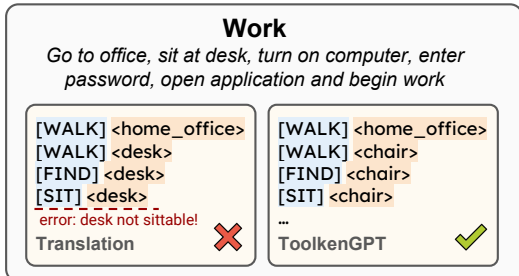 Work
Go to office, sit at desk, turn on computer, enter
password, open application and begin work
[WALK] <home_office>
[WALK] <desk>
[FIND] <desk>
[SIT] <desk>
error: desk not sittable!
Translation
[WALK] <home_office>
[WALK] <chair>
[FIND] <chair>
[SIT] <chair>
...
ToolkenGPT